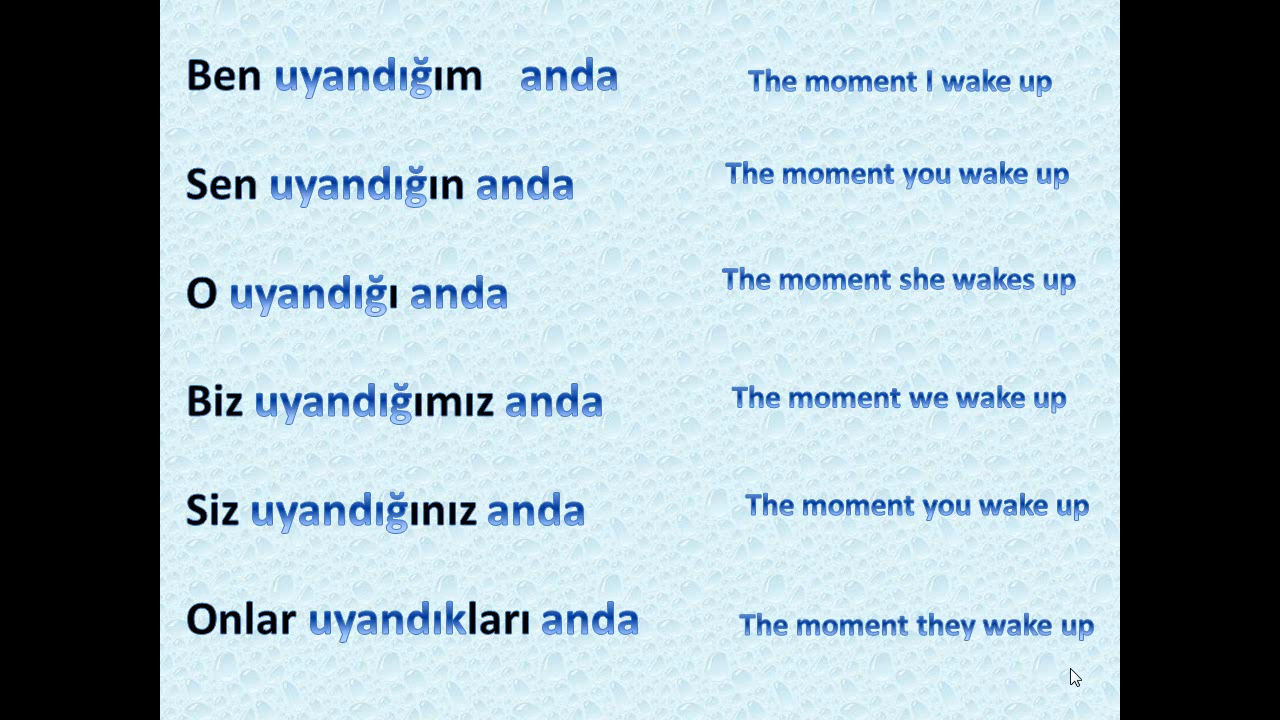 Ben uyandığım anda
The moment I wake up
Sen uyandığın anda
The moment you wake up
O uyandığı anda
The moment she wakes up
Biz uyandığımız anda
The moment we wake up
Siz uyandığınız anda
The moment you wake up
Onlar uyandıkları anda
The moment they wake up